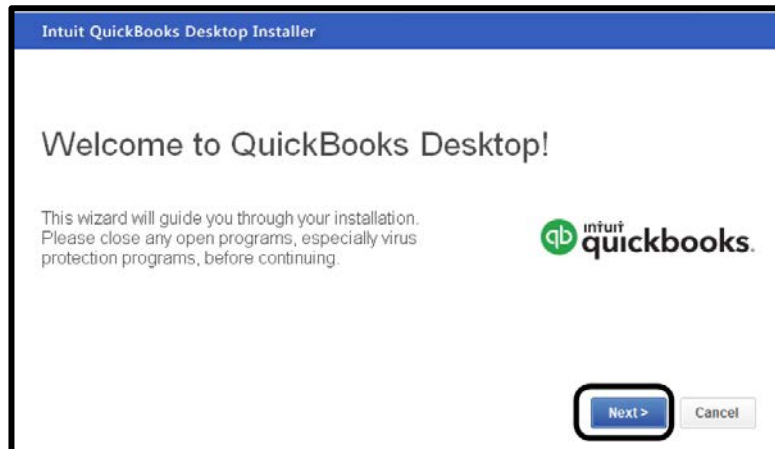 Intuit QuickBooks Desktop Installer
Welcome to QuickBooks Desktop!
This wizard will guide you through your installation.
Please close any open programs, especially virus
protection programs, before continuing.
qb
intuit
quickbooks.
Next >
Cancel